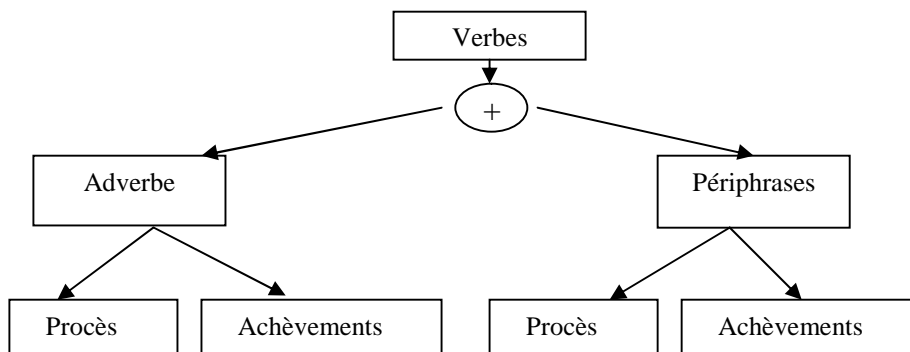 Verbes
+
Adverbe
Périphrases
Procès
Achèvements
Procès
Achèvements